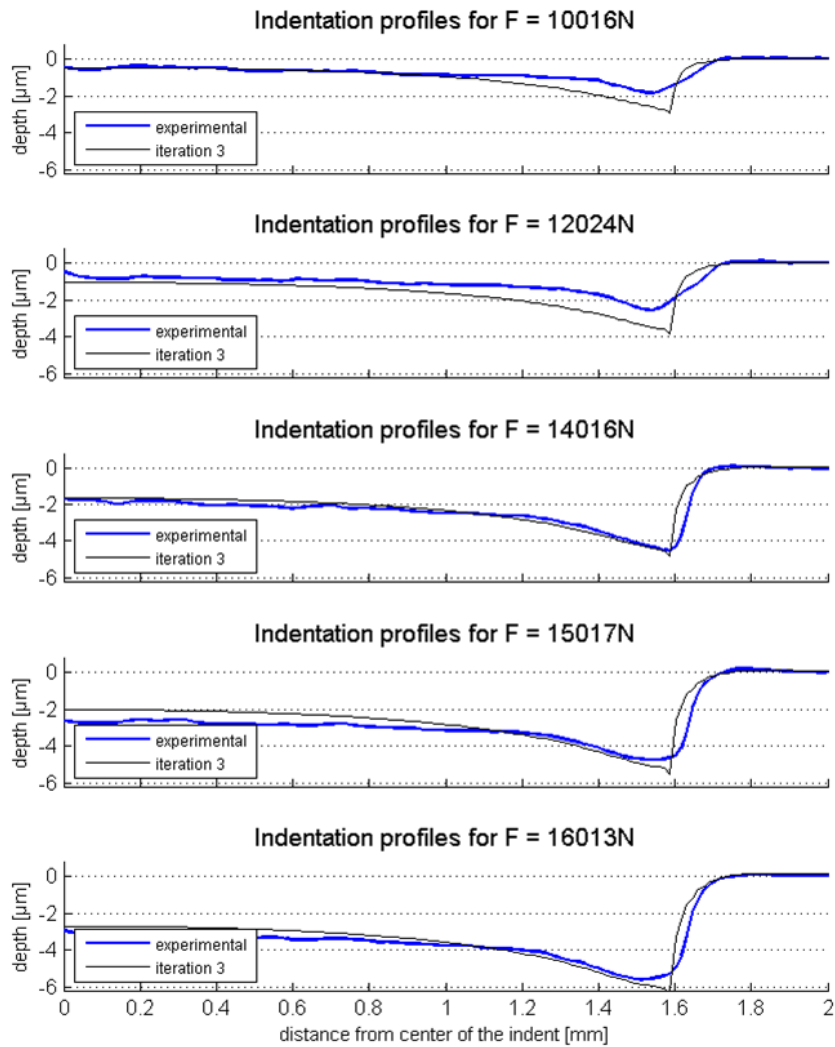 Indentation profiles for F = 10016N
0
-2
-4
-6
depth [µm]
experimental
iteration 3
Indentation profiles for F = 12024N
0
-2
-4
-6
depth [µm]
experimental
iteration 3
Indentation profiles for F = 14016N
0
-2
-4
-6
depth [µm]
experimental
iteration 3
Indentation profiles for F = 15017N
0
-2
-4
-6
depth [µm]
experimental
iteration 3
Indentation profiles for F = 16013N
0
-2
-4
-6
depth [µm]
experimental
iteration 3
0 0.2 0.4 0.6 0.8 1 1.2 1.4 1.6 1.8 2
distance from center of the indent [mm]